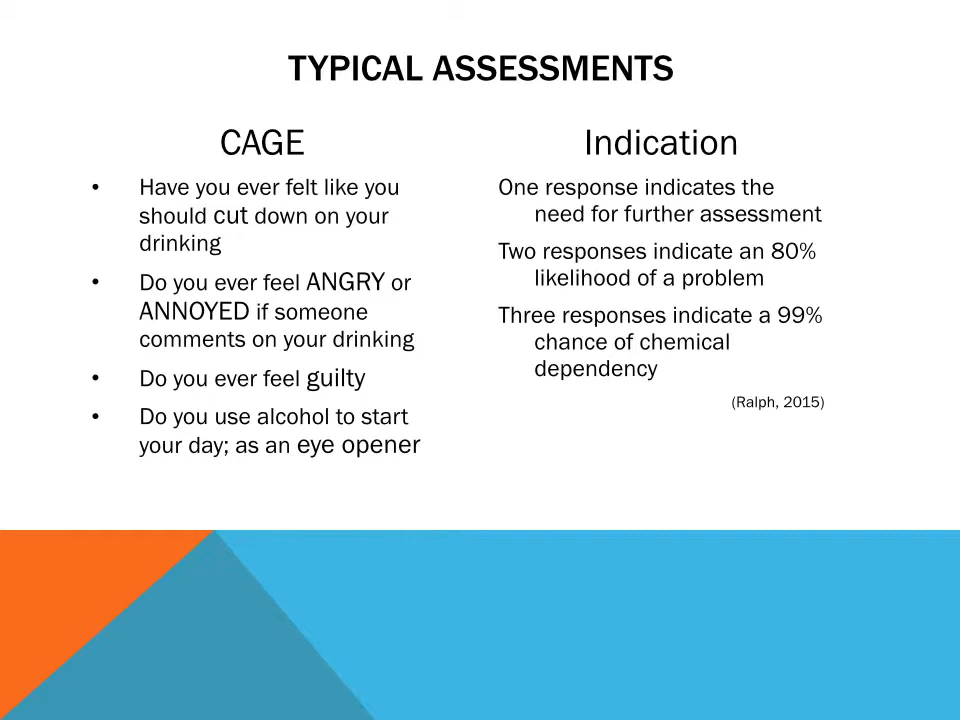 TYPICAL ASSESSMENTS
CAGE
• Have you ever felt like you
should cut down on your
drinking
• Do you ever feel ANGRY or
ANNOYED if someone
comments on your drinking
• Do you ever feel guilty
• Do you use alcohol to start
your day; as an eye opener
Indication
One response indicates the
need for further assessment
Two responses indicate an 80%
likelihood of a problem
Three responses indicate a 99%
chance of chemical
dependency
(Ralph, 2015)